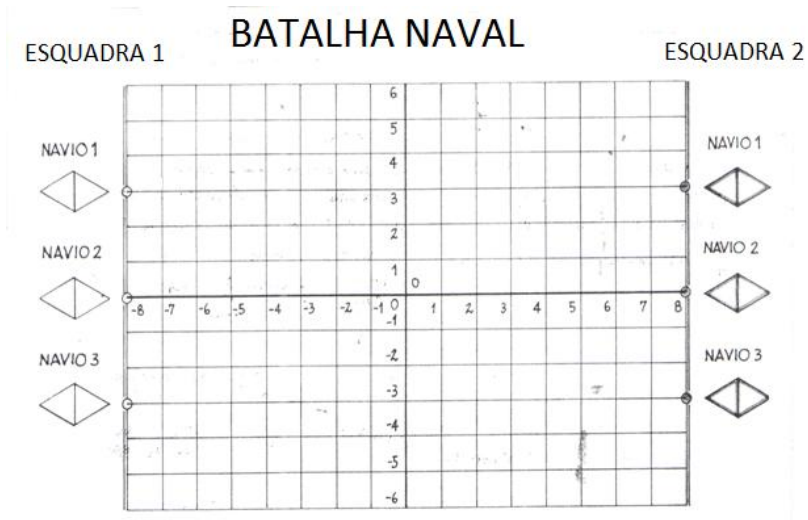 BATALHA NAVAL
ESQUADRA 1
ESQUADRA 2
6
5
4
3
2
1
0
-8 -7 -6 -5 -4 -3 -2 -1 0 1 2 3 4 5 6 7 8
-1
-2
-3
-4
-5
-6
NAVIO 1
NAVIO 2
NAVIO 3
NAVIO 1
NAVIO 2
NAVIO 3